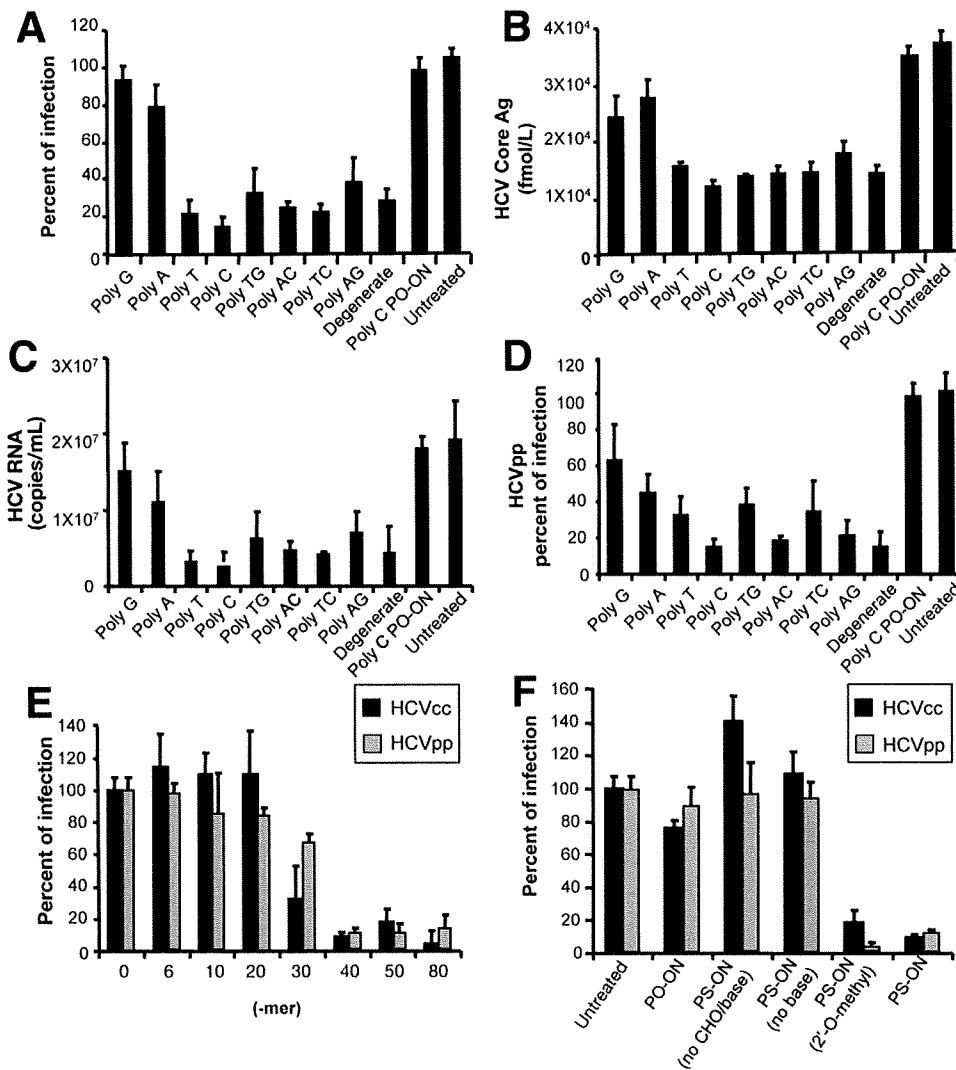 A
Percent of infection
120
100
80
60
40
20
0
Poly G
Poly A
Poly T
Poly C
Poly TG
Poly AC
Poly TC
Poly AG
Degenerate
Poly C PO-ON
Untreated
B
HCV Core Ag
(fmol/L)
4X10⁴
3X10⁴
2X10⁴
1X10⁴
0
Poly G
Poly A
Poly T
Poly C
Poly TG
Poly AC
Poly TC
Poly AG
Degenerate
Poly C PO-ON
Untreated
C
HCV RNA
(copies/mL)
3X10⁷
2X10⁷
1X10⁷
0
Poly G
Poly A
Poly T
Poly C
Poly TG
Poly AC
Poly TC
Poly AG
Degenerate
Poly C PO-ON
Untreated
D
HCVpp
percent of infection
120
100
80
60
40
20
0
Poly G
Poly A
Poly T
Poly C
Poly TG
Poly AC
Poly TC
Poly AG
Degenerate
Poly C PO-ON
Untreated
E
HCVcc
HCVpp
Percent of infection
140
120
100
80
60
40
20
0
0 6 10 20 30 40 50 80
(-mer)
F
HCVcc
HCVpp
Percent of infection
160
140
120
100
80
60
40
20
0
Untreated
PO-ON
PS-ON
(no CHO/base)
PS-ON
(no base)
PS-ON
(2'-O-methyl)
PS-ON